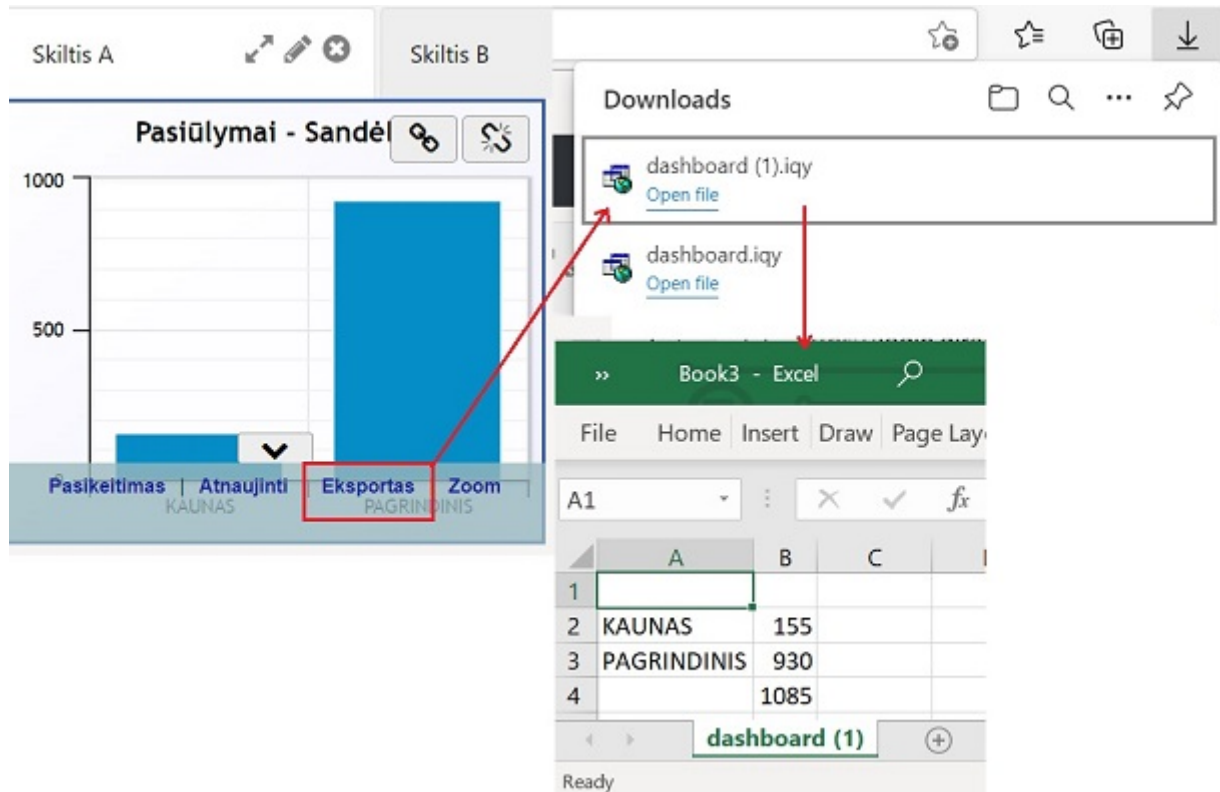 Skiltis A
Skiltis B
Pasiūlymai - Sandėl
1000
500
0
Pasikeitimas | Atnaujinti | Eksportas Zoom
KAUNAS PAGRINDINIS
Downloads
dashboard (1).iqy
Open file
dashboard.iqy
Open file
» Book3 - Excel
File Home Insert Draw Page Lay
A1 fx
A B C
1
2 KAUNAS 155
3 PAGRINDINIS 930
4 1085
dashboard (1)
Ready